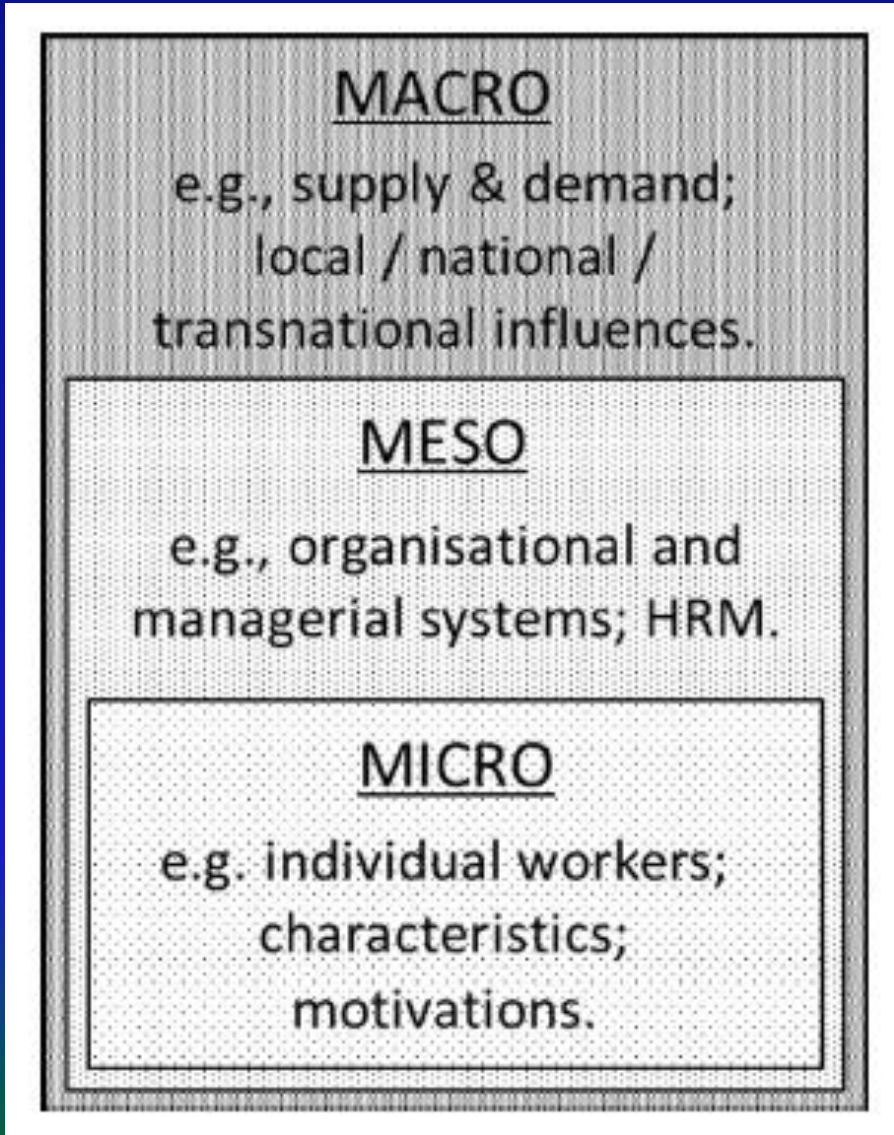 MACRO
e.g., supply & demand;
local / national /
transnational influences.
MESO
e.g., organisational and
managerial systems; HRM.
MICRO
e.g. individual workers;
characteristics;
motivations.